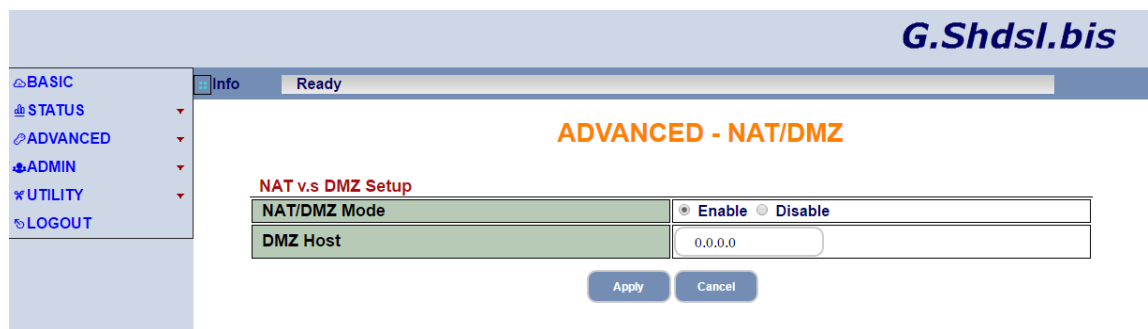 G.Shdsl.bis
BASIC
STATUS
ADVANCED
ADMIN
UTILITY
LOGOUT
Info Ready
ADVANCED - NAT/DMZ
NAT v.s DMZ Setup
NAT/DMZ Mode Enable Disable
DMZ Host 0.0.0.0
Apply Cancel